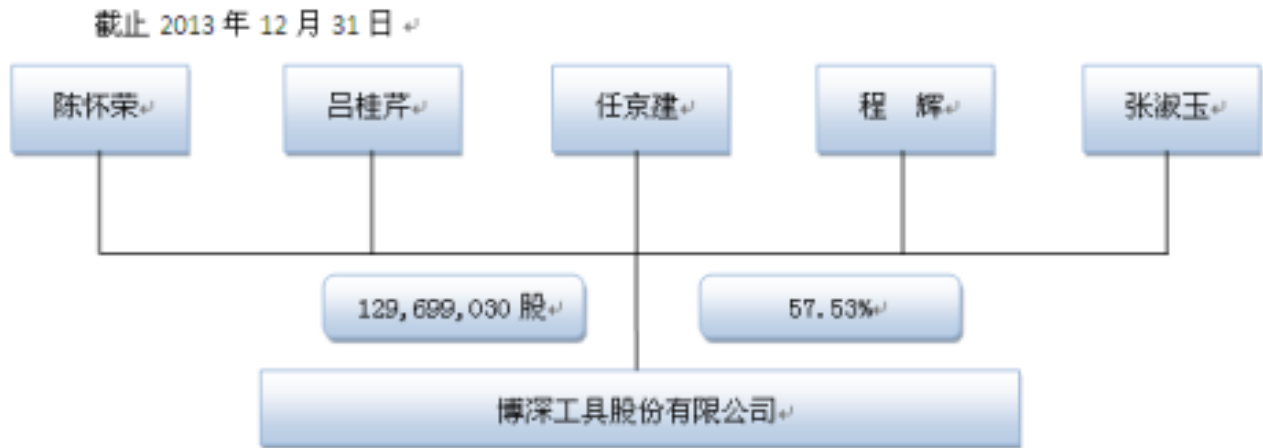 截止 2013 年 12 月 31 日
陈怀荣
吕桂芹
任京建
程 辉
张淑玉
129,699,030 股
57.53%
博深工具股份有限公司